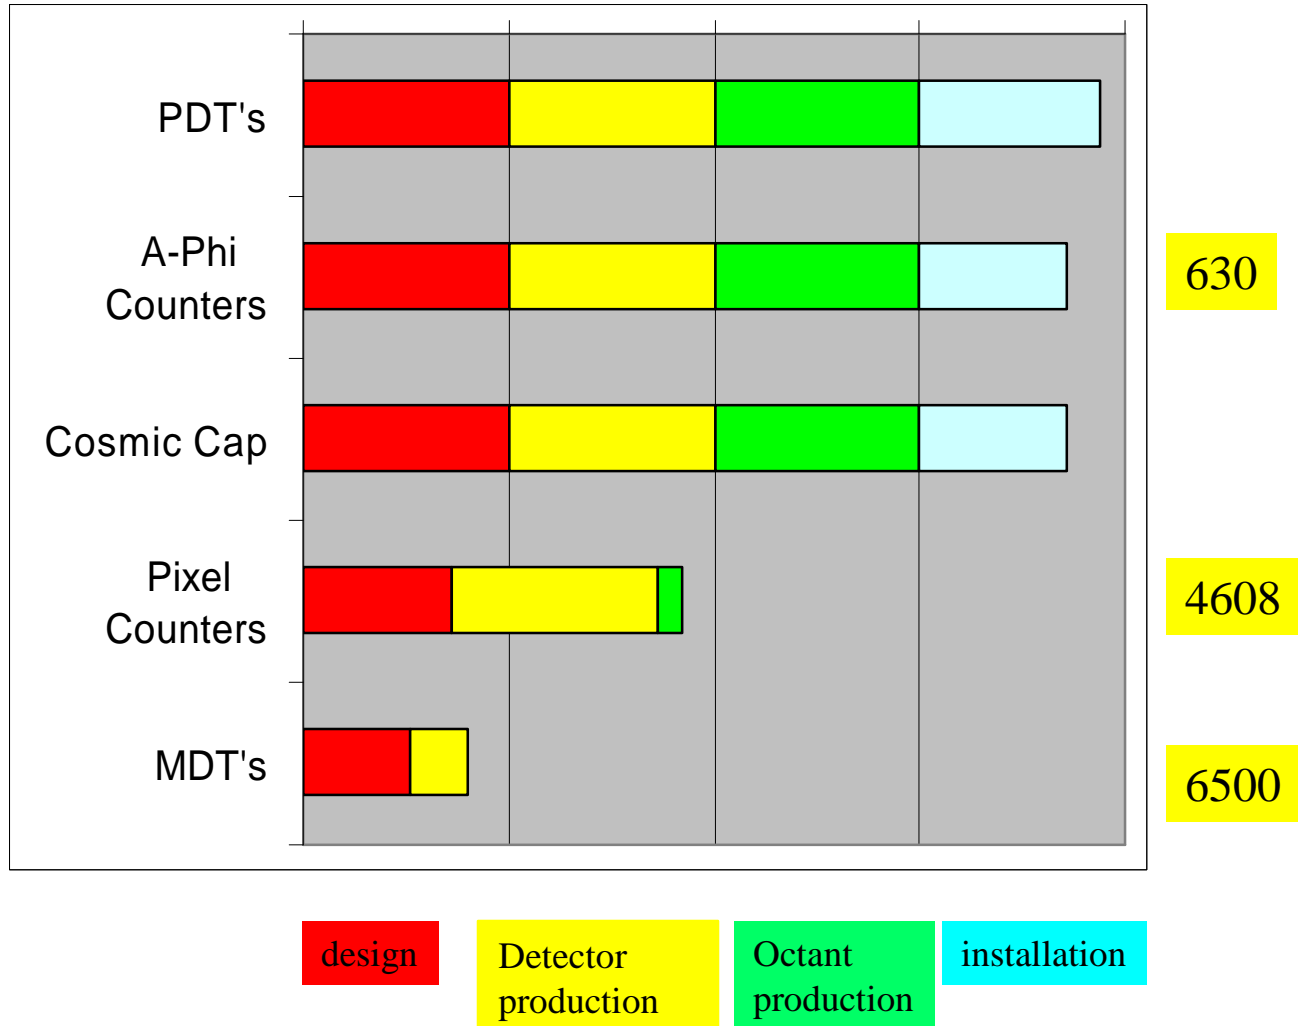 PDT's
A-Phi
Counters
630
Cosmic Cap
Pixel
Counters
4608
MDT's
6500
design
Detector
production
Octant
production
installation